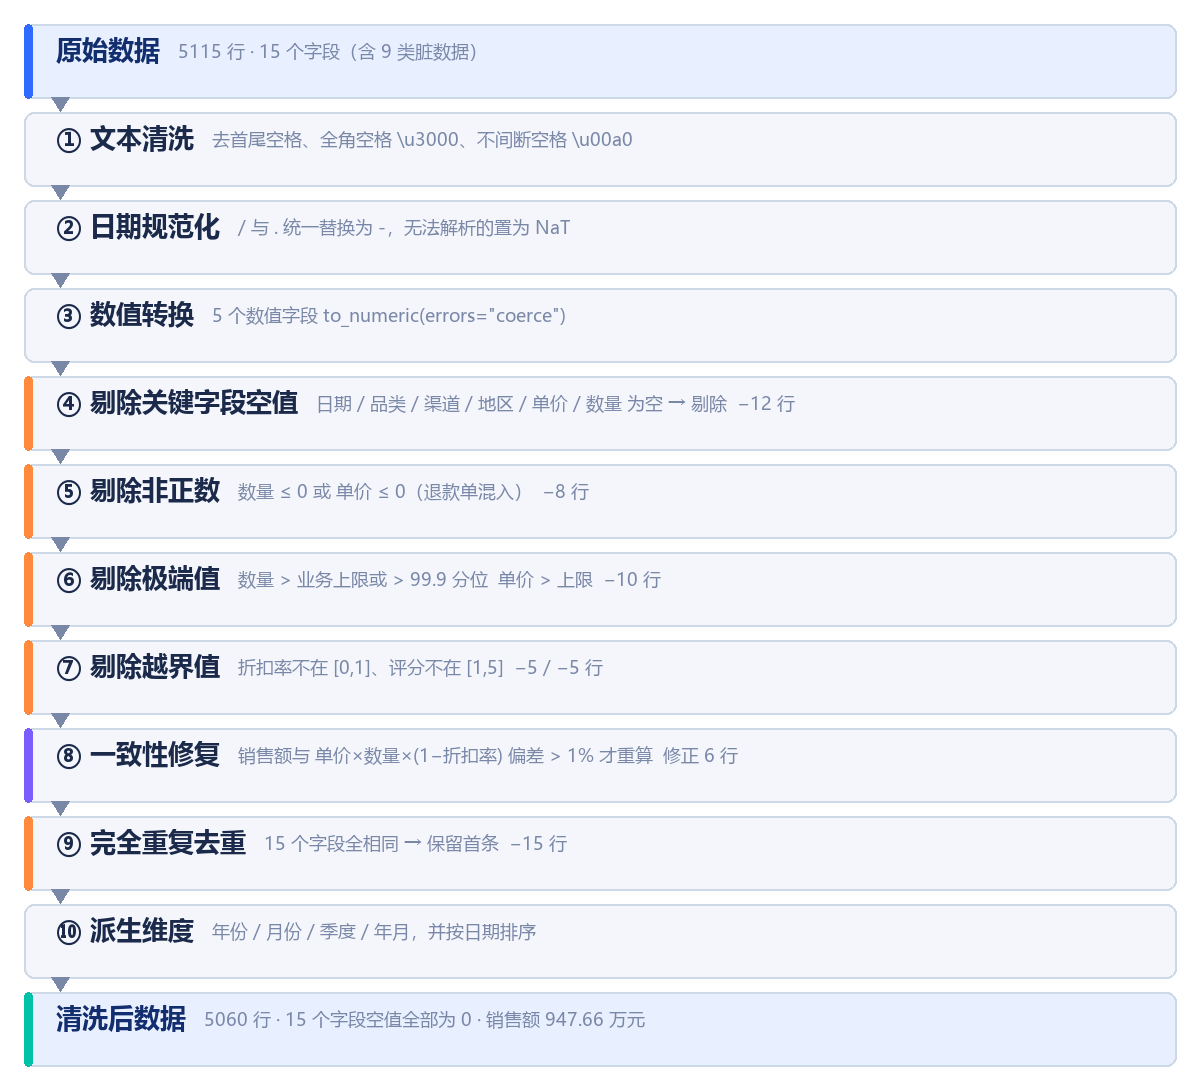 原始数据 5115 行 · 15 个字段（含 9 类脏数据）
① 文本清洗 去首尾空格、全角空格 \u3000、不间断空格 \u00a0
② 日期规范化 / 与 . 统一替换为 -，无法解析的置为 NaT
③ 数值转换 5 个数值字段 to_numeric(errors="coerce")
④ 剔除关键字段空值 日期 / 品类 / 渠道 / 地区 / 单价 / 数量 为空 → 剔除 −12 行
⑤ 剔除非正数 数量 ≤ 0 或 单价 ≤ 0（退款单混入） −8 行
⑥ 剔除极端值 数量 > 业务上限或 > 99.9 分位 单价 > 上限 −10 行
⑦ 剔除越界值 折扣率不在 [0,1]、评分不在 [1,5] −5 / −5 行
⑧ 一致性修复 销售额与 单价×数量×(1−折扣率) 偏差 > 1% 才重算 修正 6 行
⑨ 完全重复去重 15 个字段全相同 → 保留首条 −15 行
⑩ 派生维度 年份 / 月份 / 季度 / 年月，并按日期排序
清洗后数据 5060 行 · 15 个字段空值全部为 0 · 销售额 947.66 万元